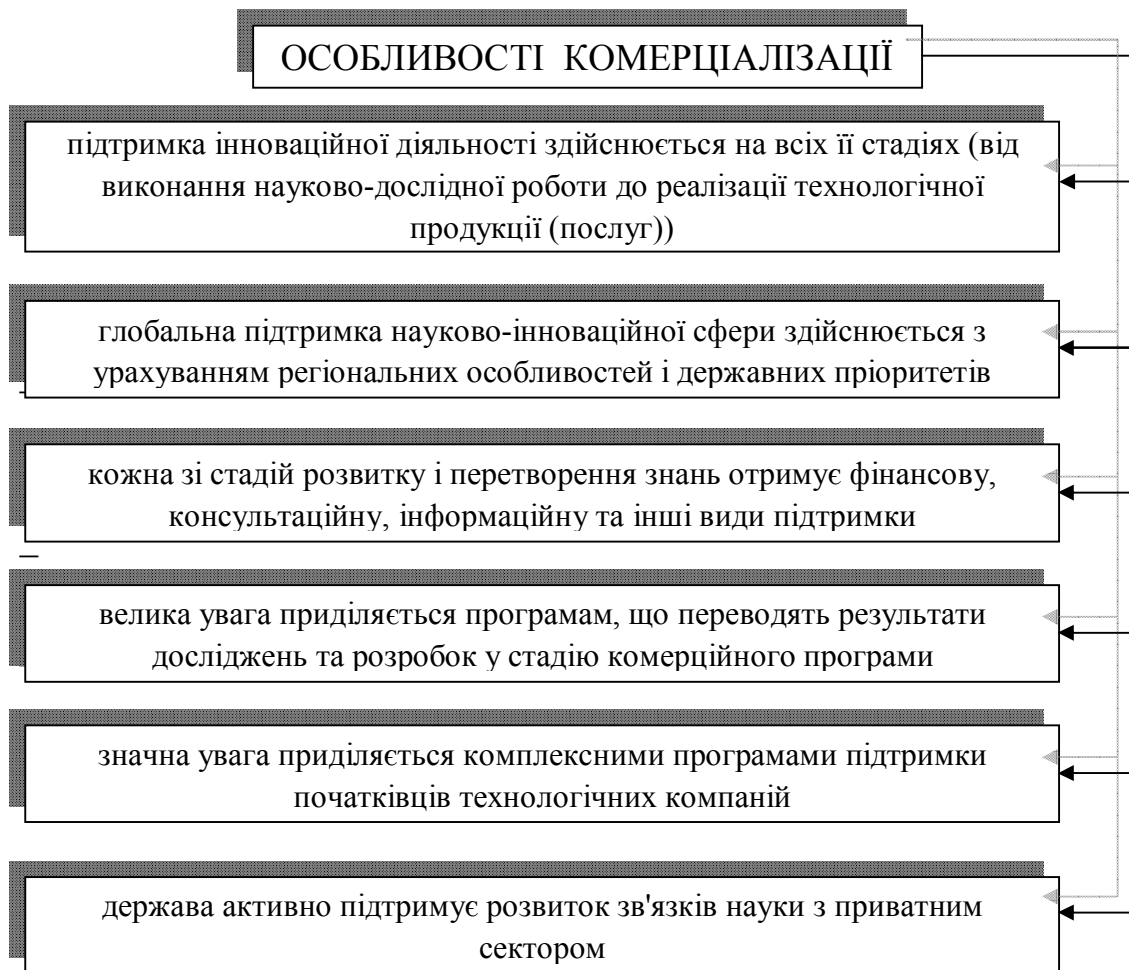 ОСОБЛИВОСТІ КОМЕРЦІАЛІЗАЦІЇ
підтримка інноваційної діяльності здійснюється на всіх її стадіях (від
виконання науково-дослідної роботи до реалізації технологічної
продукції (послуг))
глобальна підтримка науково-інноваційної сфери здійснюється з
урахуванням регіональних особливостей і державних пріоритетів
кожна зі стадій розвитку і перетворення знань отримує фінансову,
консультаційну, інформаційну та інші види підтримки
велика увага приділяється програмам, що переводять результати
досліджень та розробок у стадію комерційного програми
значна увага приділяється комплексними програмами підтримки
початківців технологічних компаній
держава активно підтримує розвиток зв'язків науки з приватним
сектором